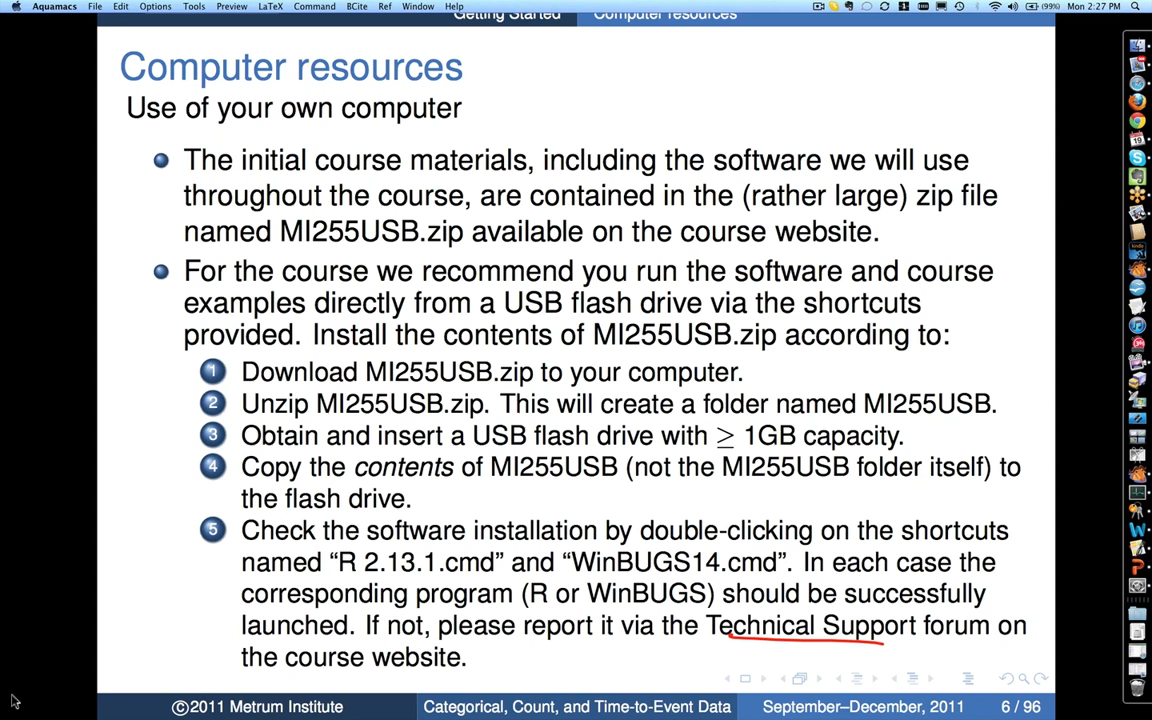 Aquamacs File Edit Options Tools Preview LaTeX Command BCite Ref Window Help (99%) Mon 2:27 PM
Getting Started Computer resources
Computer resources
Use of your own computer
The initial course materials, including the software we will use
throughout the course, are contained in the (rather large) zip file
named MI255USB.zip available on the course website.
For the course we recommend you run the software and course
examples directly from a USB flash drive via the shortcuts
provided. Install the contents of MI255USB.zip according to:
1 Download MI255USB.zip to your computer.
2 Unzip MI255USB.zip. This will create a folder named MI255USB.
3 Obtain and insert a USB flash drive with ≥ 1GB capacity.
4 Copy the contents of MI255USB (not the MI255USB folder itself) to
the flash drive.
5 Check the software installation by double-clicking on the shortcuts
named “R 2.13.1.cmd” and “WinBUGS14.cmd”. In each case the
corresponding program (R or WinBUGS) should be successfully
launched. If not, please report it via the Technical Support forum on
the course website.
©2011 Metrum Institute Categorical, Count, and Time-to-Event Data September–December, 2011 6 / 96